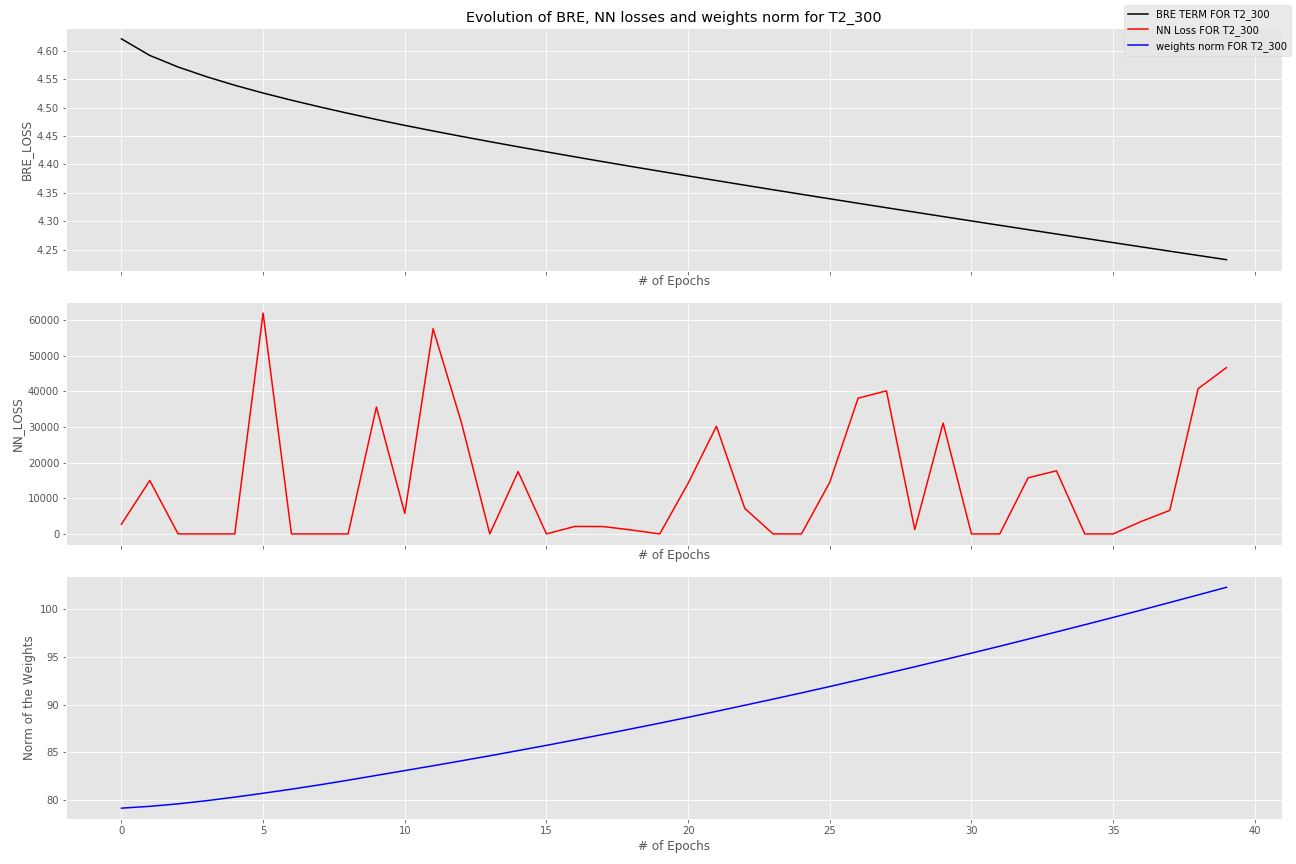 Evolution of BRE, NN losses and weights norm for T2_300
BRE TERM FOR T2_300
NN Loss FOR T2_300
weights norm FOR T2_300
4.60
4.55
4.50
4.45
4.40
4.35
4.30
4.25
BRE_LOSS
# of Epochs
60000
50000
40000
30000
20000
10000
0
NN_LOSS
# of Epochs
100
95
90
85
80
Norm of the Weights
0 5 10 15 20 25 30 35 40
# of Epochs